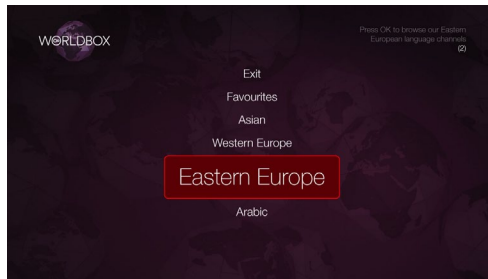 WORLDBOX
Press OK to browse our Eastern
European language channels
(2)
Exit
Favourites
Asian
Western Europe
Eastern Europe
Arabic